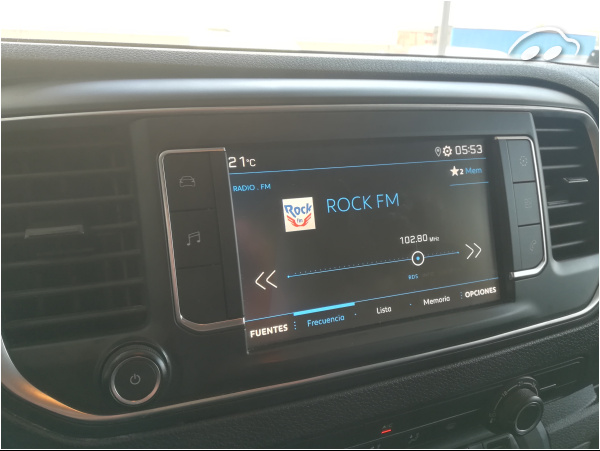 21°C
05:53
RADIO . FM
★2 Mem
Rock
FM
ROCK FM
102.80 MHz
RDS
FUENTES
Frecuencia
Lista
Memoria
OPCIONES